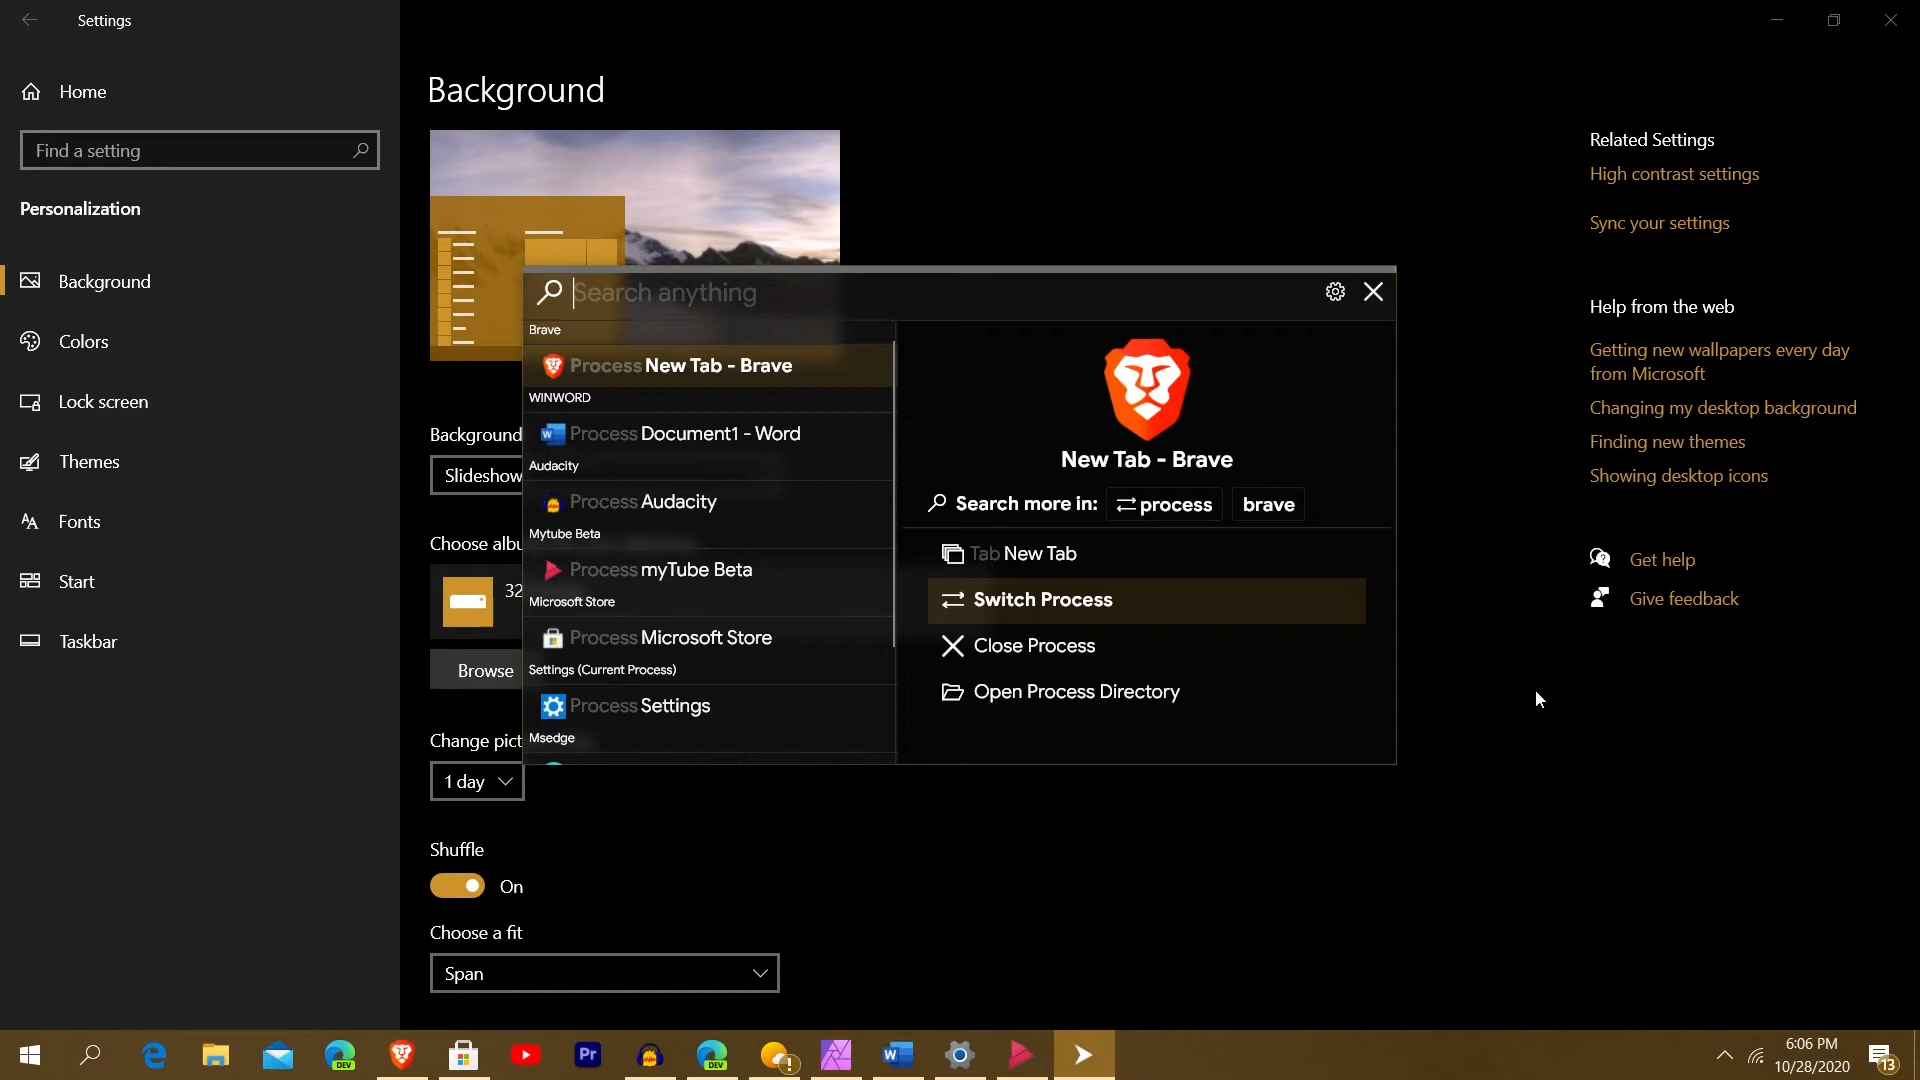 Settings
Home
Find a setting
Personalization
Background
Colors
Lock screen
Themes
Fonts
Start
Taskbar
Background
Background
Slideshow
Choose albu
32
Browse
Change pict
1 day
Shuffle
On
Choose a fit
Span
Search anything
Brave
Process New Tab - Brave
WINWORD
Process Document1 - Word
Audacity
Process Audacity
Mytube Beta
Process myTube Beta
Microsoft Store
Process Microsoft Store
Settings (Current Process)
Process Settings
Msedge
New Tab - Brave
Search more in: process brave
Tab New Tab
Switch Process
Close Process
Open Process Directory
Related Settings
High contrast settings
Sync your settings
Help from the web
Getting new wallpapers every day
from Microsoft
Changing my desktop background
Finding new themes
Showing desktop icons
Get help
Give feedback
DEV
Pr
DEV
!
W
6:06 PM
10/28/2020
13